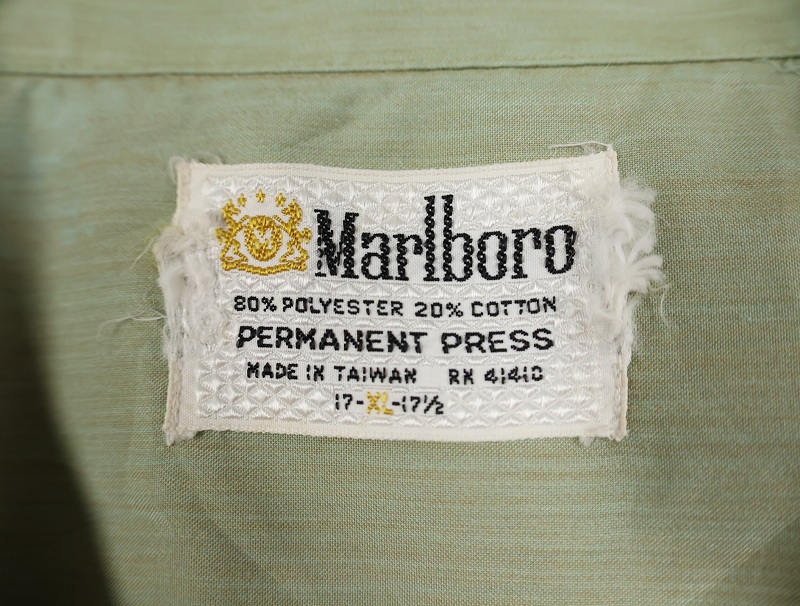 Marlboro
80% POLYESTER 20% COTTON
PERMANENT PRESS
MADE IN TAIWAN RN 41410
17-XL-17½